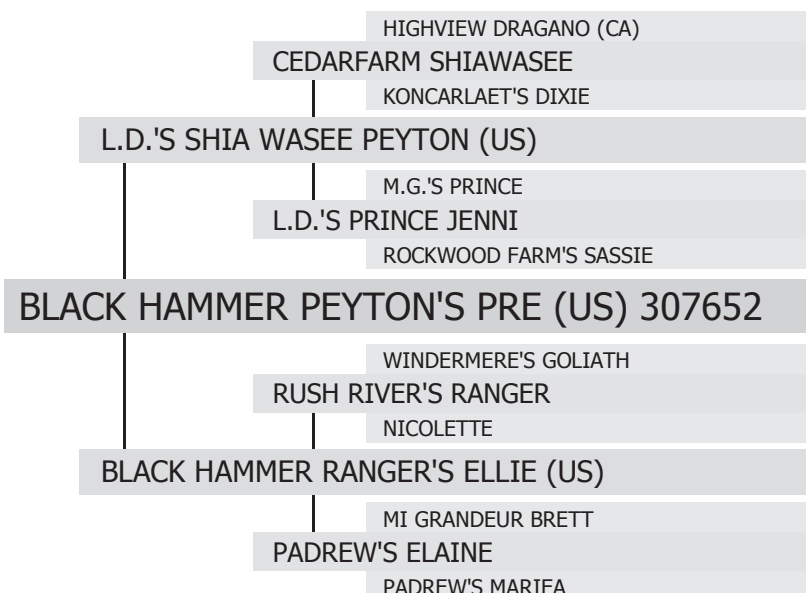 HIGHVIEW DRAGANO (CA)
CEDARFARM SHIAWASEE
KONCARLAET'S DIXIE
L.D.'S SHIA WASEE PEYTON (US)
M.G.'S PRINCE
L.D.'S PRINCE JENNI
ROCKWOOD FARM'S SASSIE
BLACK HAMMER PEYTON'S PRE (US) 307652
WINDERMERE'S GOLIATH
RUSH RIVER'S RANGER
NICOLETTE
BLACK HAMMER RANGER'S ELLIE (US)
MI GRANDEUR BRETT
PADREW'S ELAINE
PADREW'S MARIEA